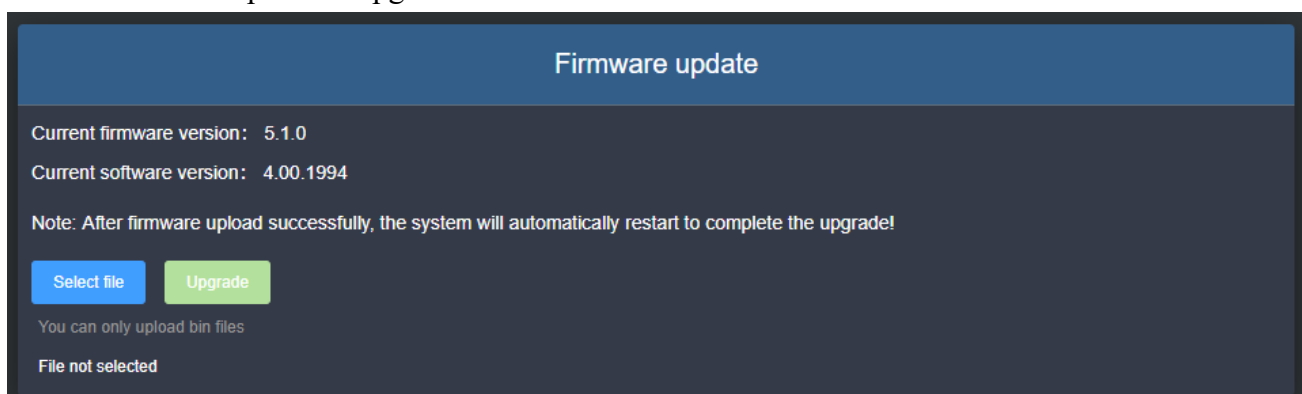 Firmware update
Current firmware version： 5.1.0
Current software version： 4.00.1994
Note: After firmware upload successfully, the system will automatically restart to complete the upgrade!
Select file Upgrade
You can only upload bin files
File not selected